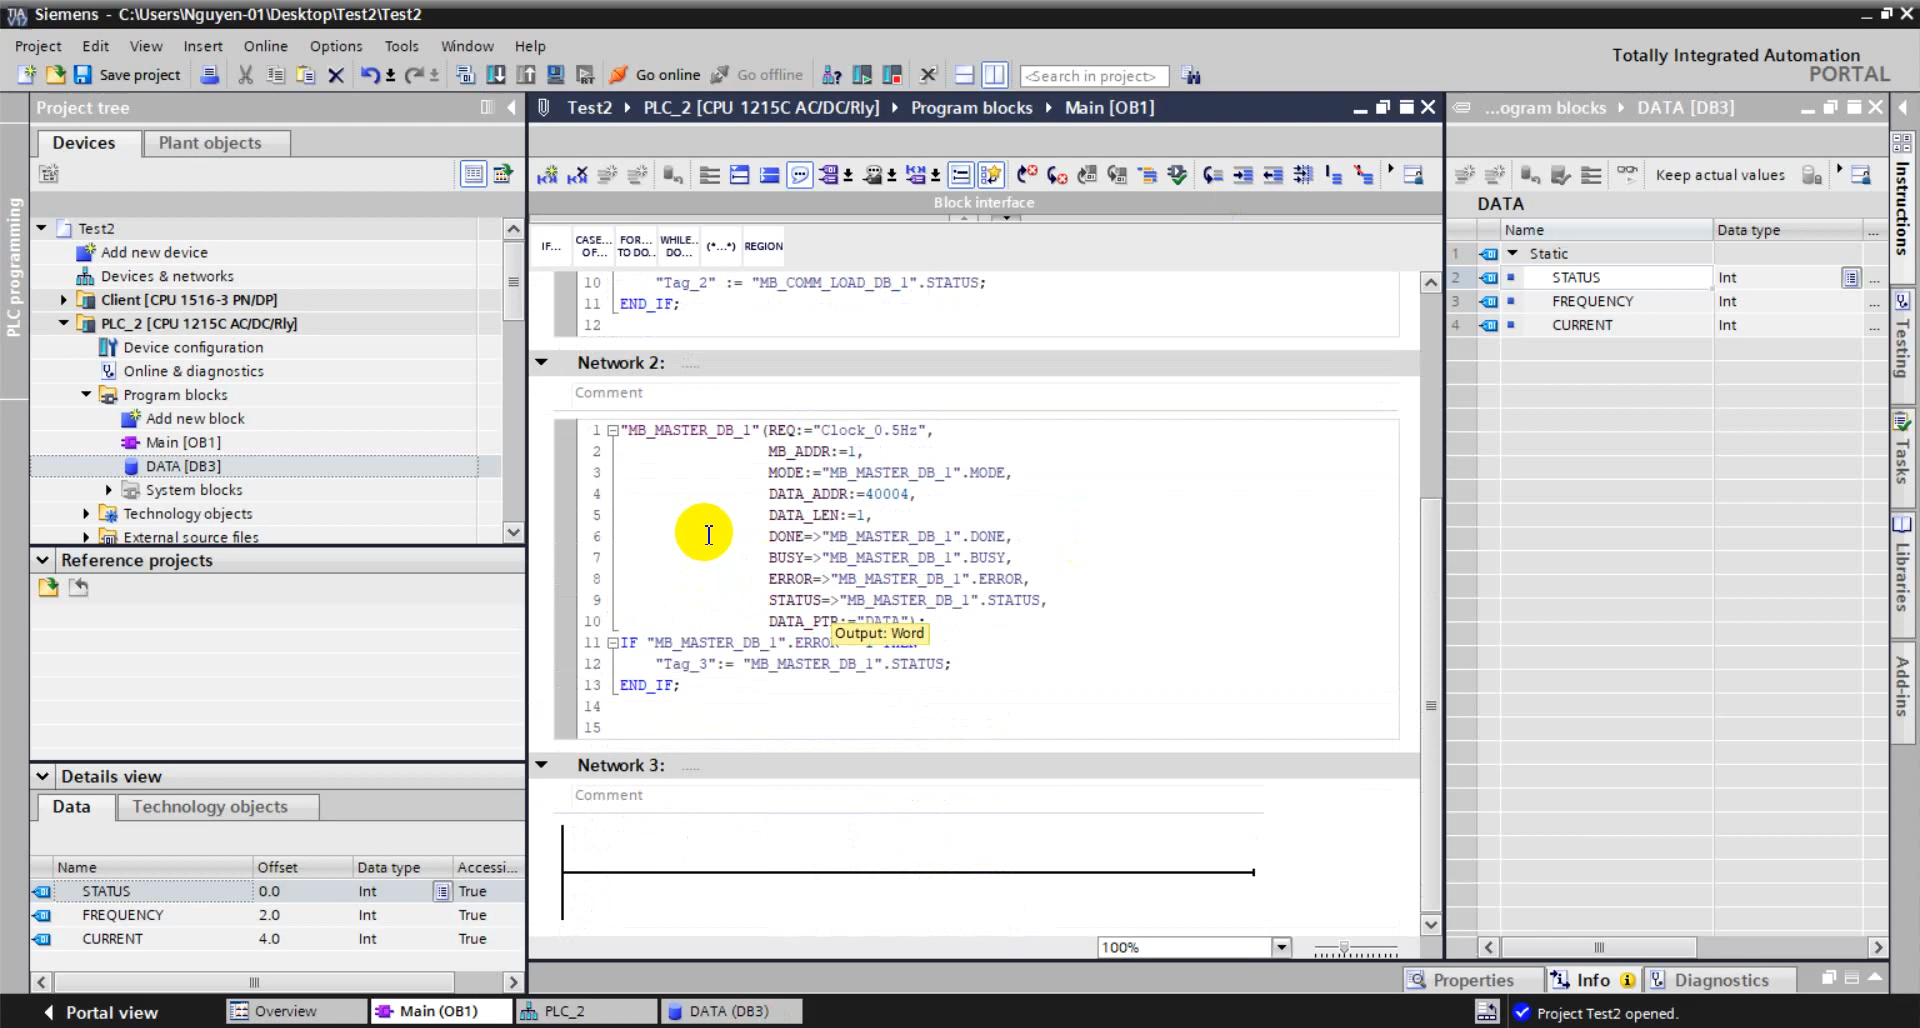 Siemens - C:\Users\Nguyen-01\Desktop\Test2\Test2
Project Edit View Insert Online Options Tools Window Help
Totally Integrated Automation
PORTAL
Save project
Go online
Go offline
<Search in project>
Project tree
Devices
Plant objects
PLC programming
Test2
Add new device
Devices & networks
Client [CPU 1516-3 PN/DP]
PLC_2 [CPU 1215C AC/DC/Rly]
Device configuration
Online & diagnostics
Program blocks
Add new block
Main [OB1]
DATA [DB3]
System blocks
Technology objects
External source files
Reference projects
Details view
Data
Technology objects
Name Offset Data type Accessi...
STATUS 0.0 Int True
FREQUENCY 2.0 Int True
CURRENT 4.0 Int True
Test2 PLC_2 [CPU 1215C AC/DC/Rly] Program blocks Main [OB1]
Block interface
IF...
CASE... OF...
FOR... TO DO..
WHILE.. DO...
(*...*)
REGION
10 "Tag_2" := "MB_COMM_LOAD_DB_1".STATUS;
11 END_IF;
12
Network 2: .....
Comment
1 "MB_MASTER_DB_1"(REQ:="Clock_0.5Hz",
2 MB_ADDR:=1,
3 MODE:="MB_MASTER_DB_1".MODE,
4 DATA_ADDR:=40004,
5 DATA_LEN:=1,
6 DONE=>"MB_MASTER_DB_1".DONE,
7 BUSY=>"MB_MASTER_DB_1".BUSY,
8 ERROR=>"MB_MASTER_DB_1".ERROR,
9 STATUS=>"MB_MASTER_DB_1".STATUS,
10 DATA_PTR:="DATA");
Output: Word
11 IF "MB_MASTER_DB_1".ERROR
12 "Tag_3":= "MB_MASTER_DB_1".STATUS;
13 END_IF;
14
15
Network 3: .....
Comment
100%
...ogram blocks DATA [DB3]
Keep actual values
DATA
Name Data type ...
1 Static
2 STATUS Int ...
3 FREQUENCY Int ...
4 CURRENT Int ...
Instructions
Testing
Tasks
Libraries
Add-ins
Properties
Info
Diagnostics
Portal view
Overview
Main (OB1)
PLC_2
DATA (DB3)
Project Test2 opened.